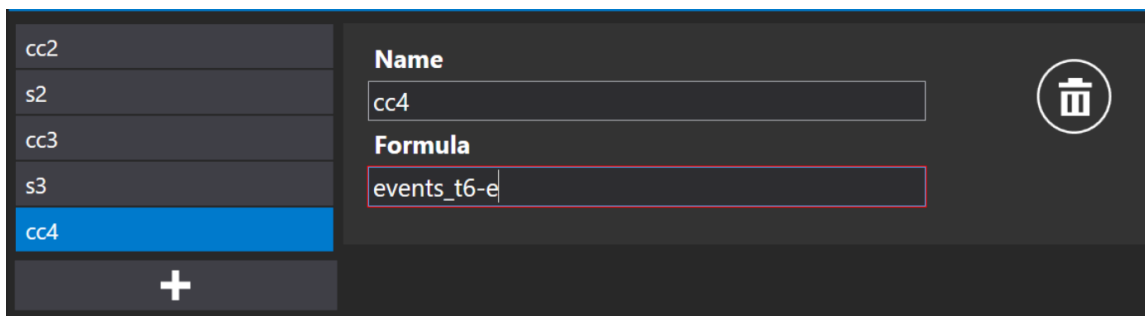 cc2
s2
cc3
s3
cc4
Name
cc4
Formula
events_t6-e